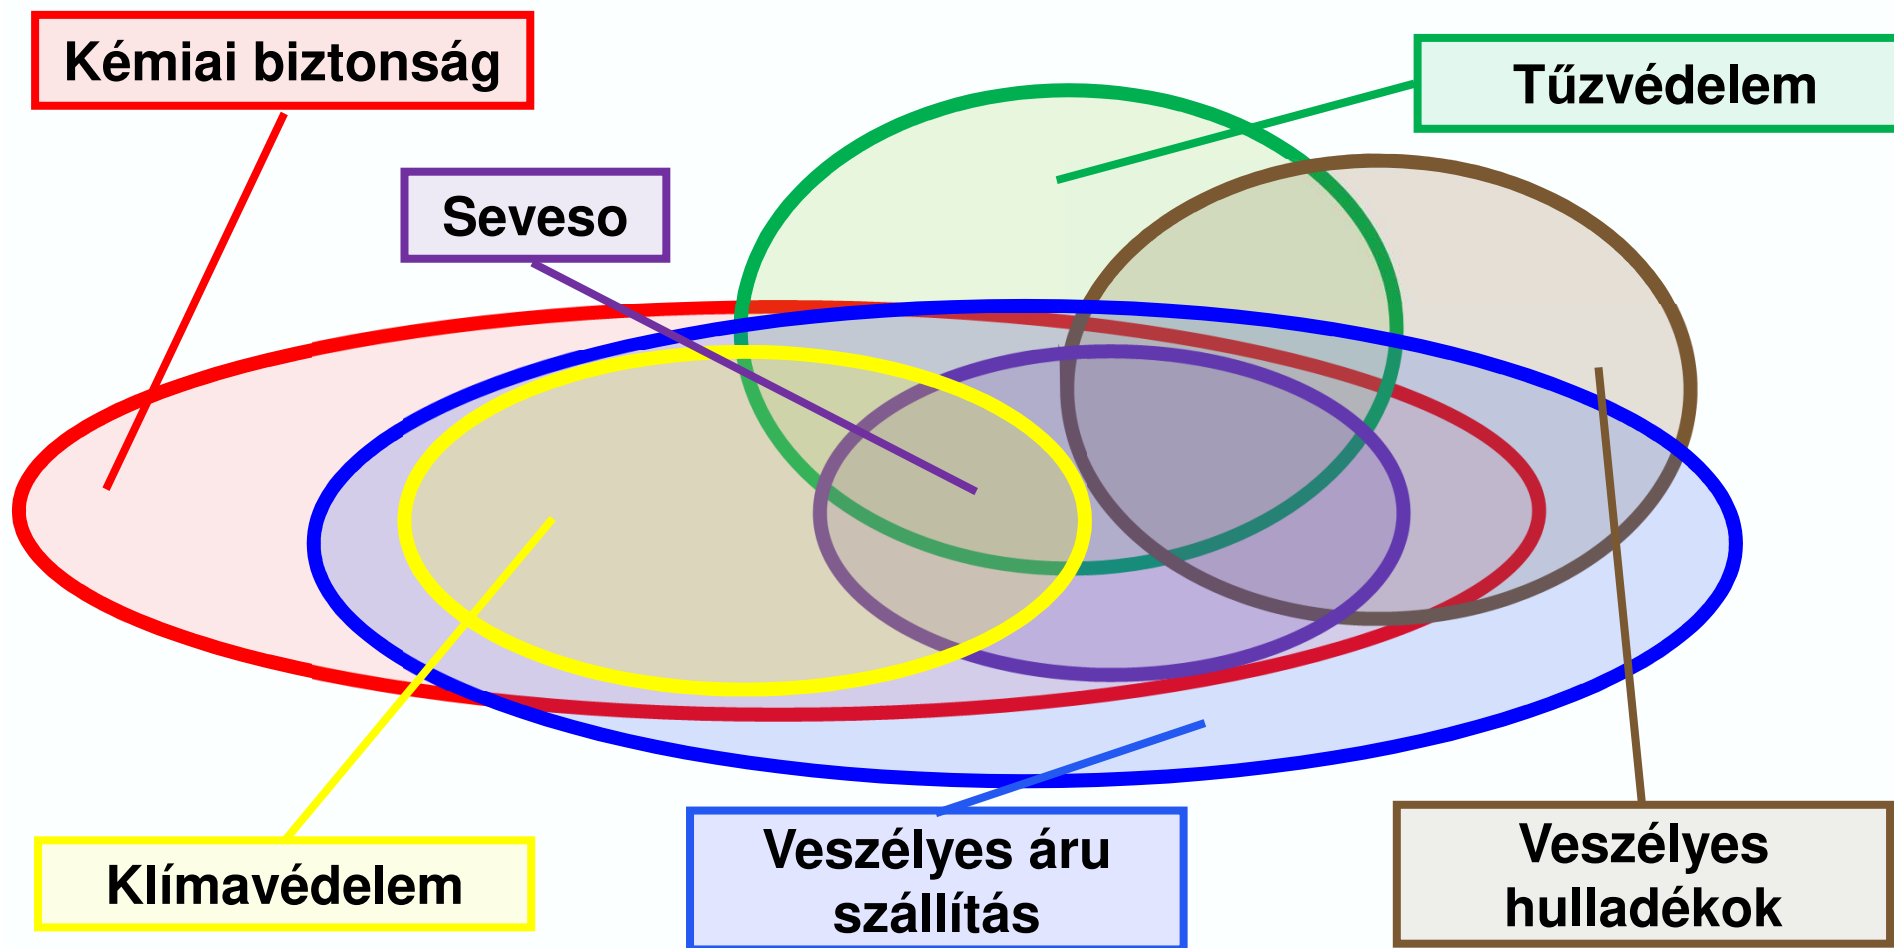 Kémiai biztonság
Tűzvédelem
Seveso
Klímavédelem
Veszélyes áru
szállítás
Veszélyes
hulladékok